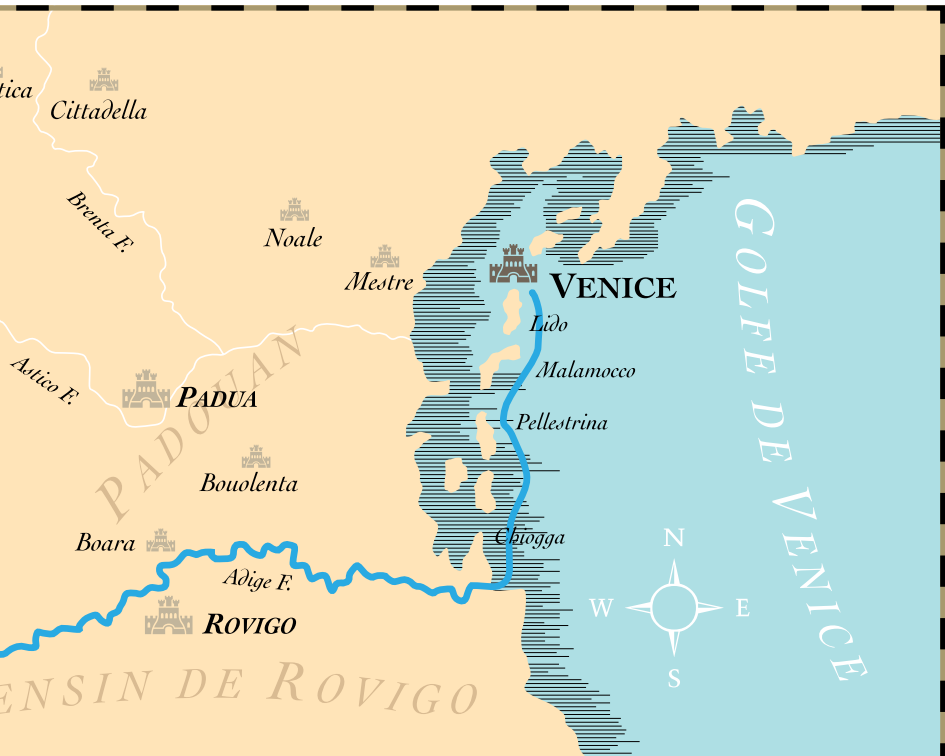 tica
Cittadella
Brenta F.
Noale
Mestre
VENICE
Lido
Malamocco
Pellestrina
Chiogga
GOLFE DE VENICE
Astico F.
PADUA
PADOUAN
Bouolenta
Boara
Adige F.
ROVIGO
ENSIN DE ROVIGO
N
W
E
S